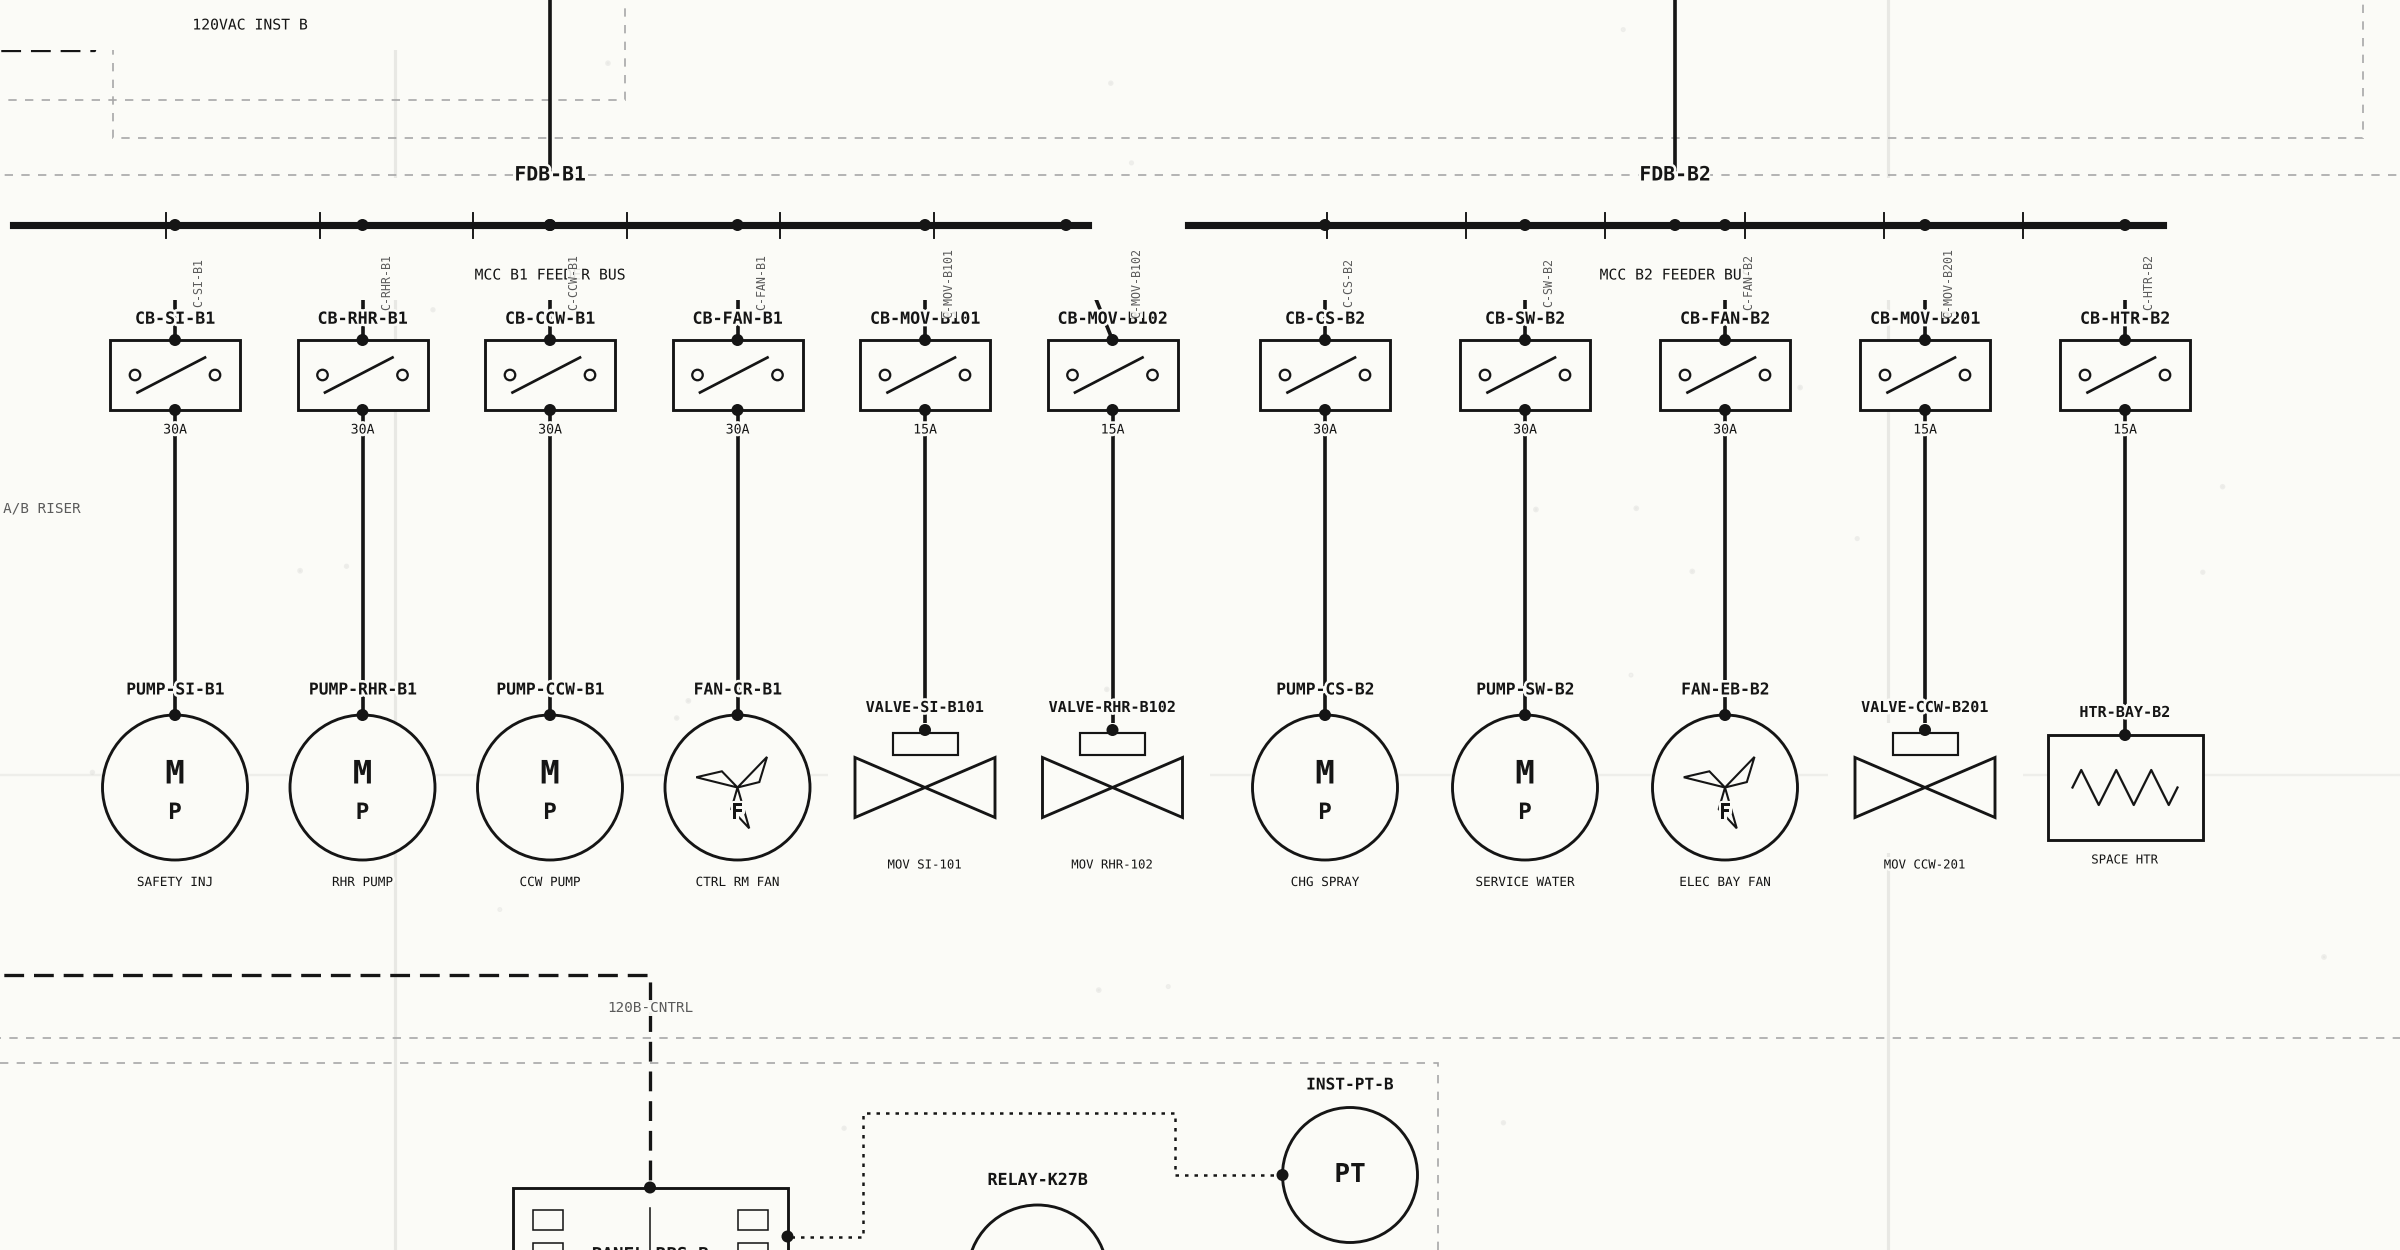 120VAC INST B
FDB-B1
FDB-B2
MCC B1 FEEDER BUS
MCC B2 FEEDER BUS
C-SI-B1
C-RHR-B1
C-CCW-B1
C-FAN-B1
C-MOV-B101
C-MOV-B102
C-CS-B2
C-SW-B2
C-FAN-B2
C-MOV-B201
C-HTR-B2
CB-SI-B1
CB-RHR-B1
CB-CCW-B1
CB-FAN-B1
CB-MOV-B101
CB-MOV-B102
CB-CS-B2
CB-SW-B2
CB-FAN-B2
CB-MOV-B201
CB-HTR-B2
30A
30A
30A
30A
15A
15A
30A
30A
30A
15A
15A
A/B RISER
PUMP-SI-B1
PUMP-RHR-B1
PUMP-CCW-B1
FAN-CR-B1
VALVE-SI-B101
VALVE-RHR-B102
PUMP-CS-B2
PUMP-SW-B2
FAN-EB-B2
VALVE-CCW-B201
HTR-BAY-B2
M
P
M
P
M
P
F
M
P
M
P
F
SAFETY INJ
RHR PUMP
CCW PUMP
CTRL RM FAN
MOV SI-101
MOV RHR-102
CHG SPRAY
SERVICE WATER
ELEC BAY FAN
MOV CCW-201
SPACE HTR
120B-CNTRL
INST-PT-B
PT
RELAY-K27B